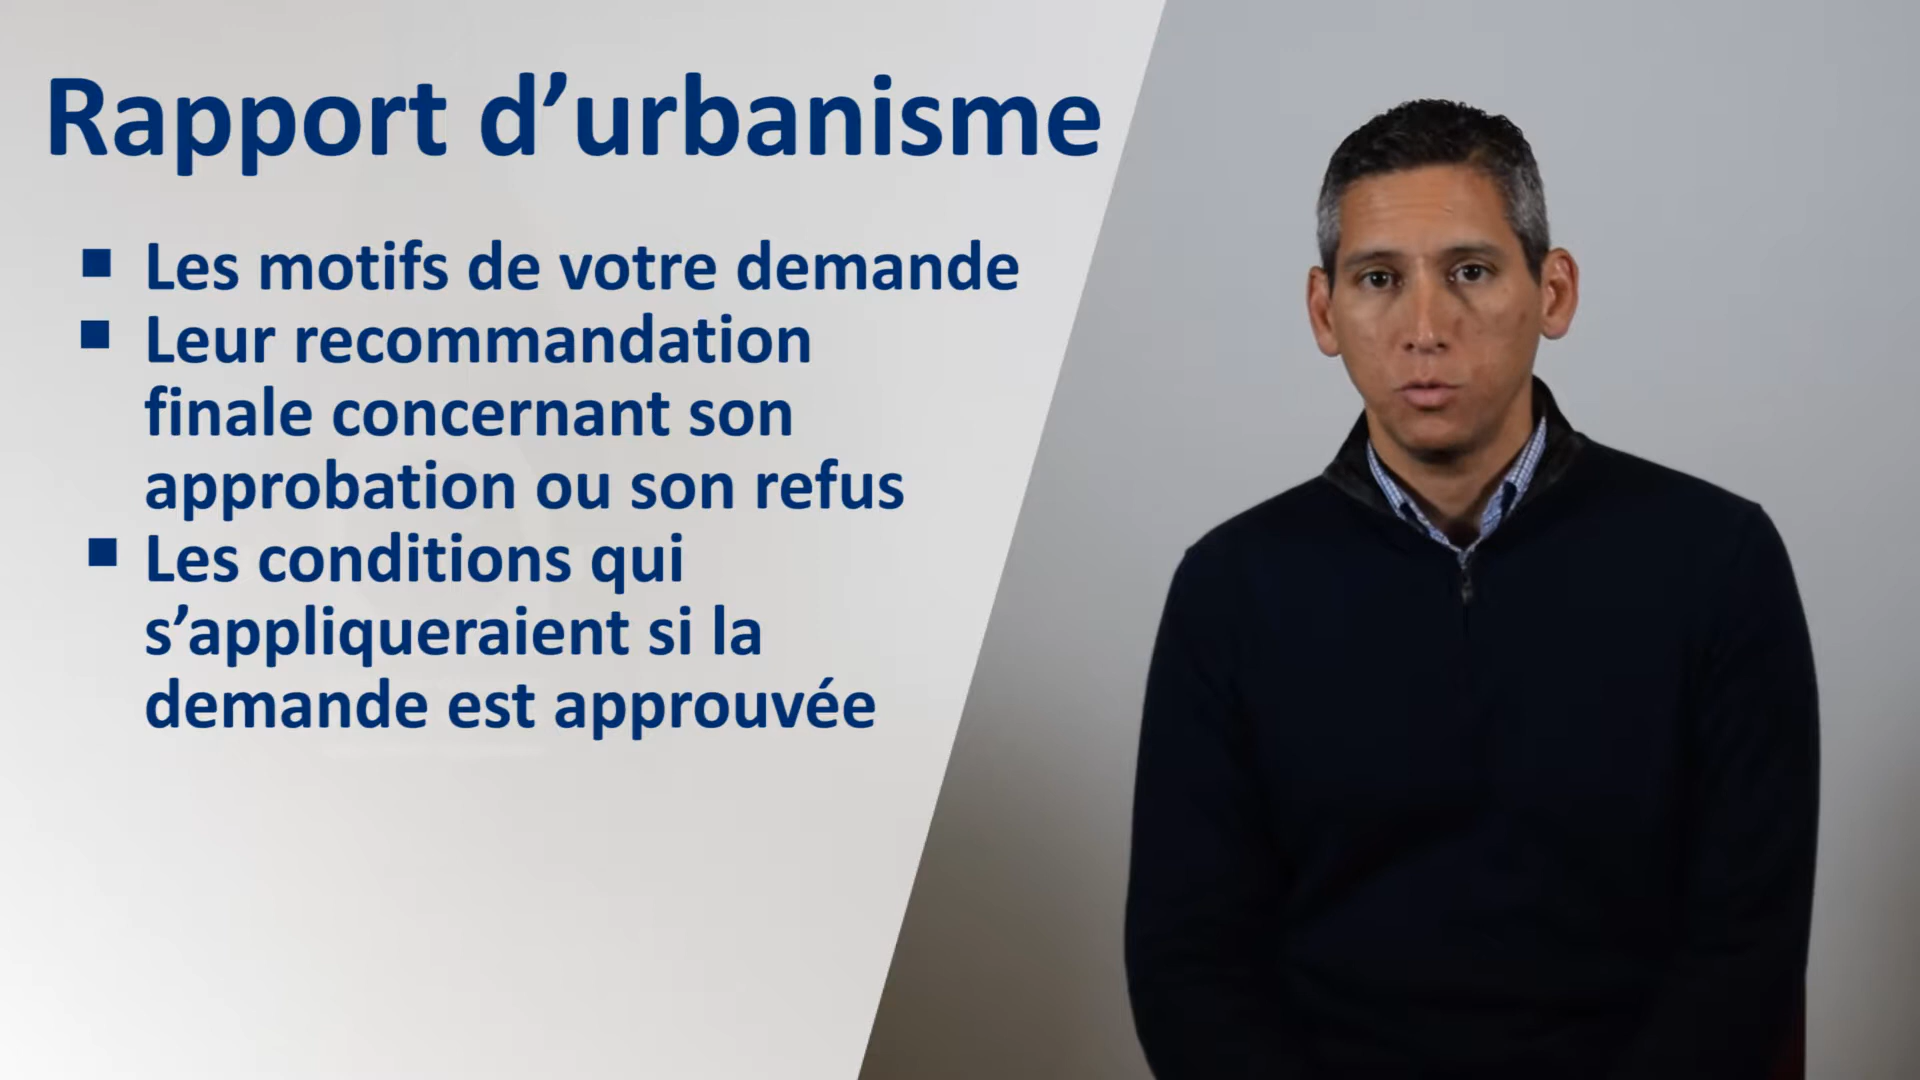 Rapport d’urbanisme
▪ Les motifs de votre demande
▪ Leur recommandation
finale concernant son
approbation ou son refus
▪ Les conditions qui
s’appliqueraient si la
demande est approuvée